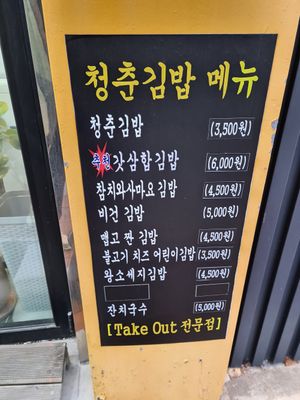 청춘김밥 메뉴
청춘김밥 (3,500원)
추천 갓삼합김밥 (6,000원)
참치와사마요김밥 (4,500원)
비건 김밥 (5,000원)
맵고 짠 김밥 (4,500원)
불고기 치즈 어린이김밥 (3,500원)
왕소세지김밥 (4,500원)
잔치국수 (5,000원)
[Take Out 전문점]